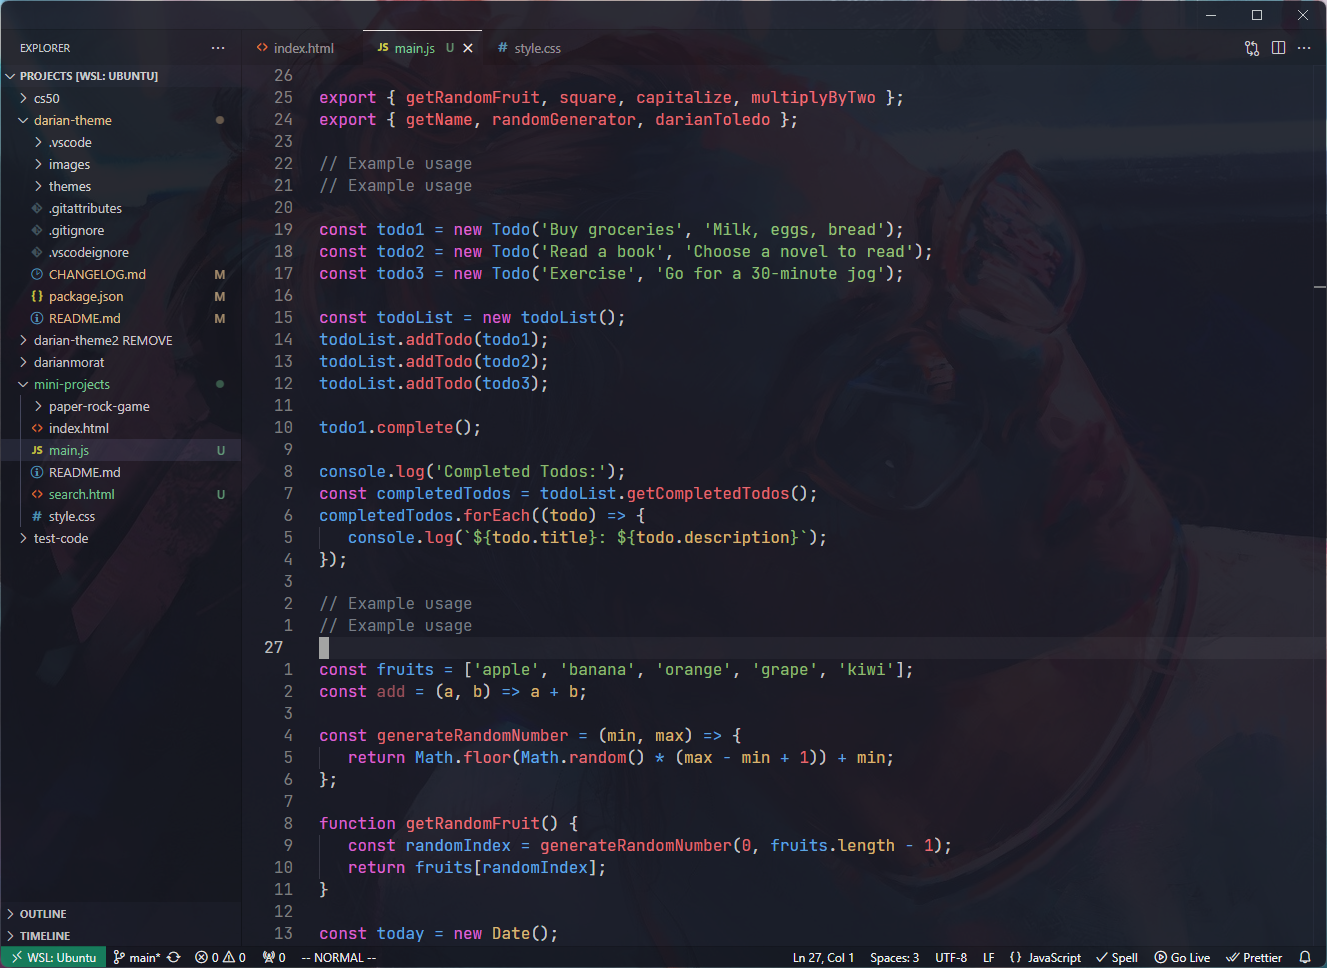 EXPLORER
PROJECTS [WSL: UBUNTU]
cs50
darian-theme
.vscode
images
themes
.gitattributes
.gitignore
.vscodeignore
CHANGELOG.md M
package.json M
README.md M
darian-theme2 REMOVE
darianmorat
mini-projects
paper-rock-game
index.html
JS main.js U
README.md
search.html U
# style.css
test-code
OUTLINE
TIMELINE
index.html
JS main.js U
# style.css
26
25 export { getRandomFruit, square, capitalize, multiplyByTwo };
24 export { getName, randomGenerator, darianToledo };
23
22 // Example usage
21 // Example usage
20
19 const todo1 = new Todo('Buy groceries', 'Milk, eggs, bread');
18 const todo2 = new Todo('Read a book', 'Choose a novel to read');
17 const todo3 = new Todo('Exercise', 'Go for a 30-minute jog');
16
15 const todoList = new todoList();
14 todoList.addTodo(todo1);
13 todoList.addTodo(todo2);
12 todoList.addTodo(todo3);
11
10 todo1.complete();
9
8 console.log('Completed Todos:');
7 const completedTodos = todoList.getCompletedTodos();
6 completedTodos.forEach((todo) => {
5 console.log(`${todo.title}: ${todo.description}`);
4 });
3
2 // Example usage
1 // Example usage
27
1 const fruits = ['apple', 'banana', 'orange', 'grape', 'kiwi'];
2 const add = (a, b) => a + b;
3
4 const generateRandomNumber = (min, max) => {
5 return Math.floor(Math.random() * (max - min + 1)) + min;
6 };
7
8 function getRandomFruit() {
9 const randomIndex = generateRandomNumber(0, fruits.length - 1);
10 return fruits[randomIndex];
11 }
12
13 const today = new Date();
WSL: Ubuntu main* 0 0 0 -- NORMAL -- Ln 27, Col 1 Spaces: 3 UTF-8 LF {} JavaScript Spell Go Live Prettier